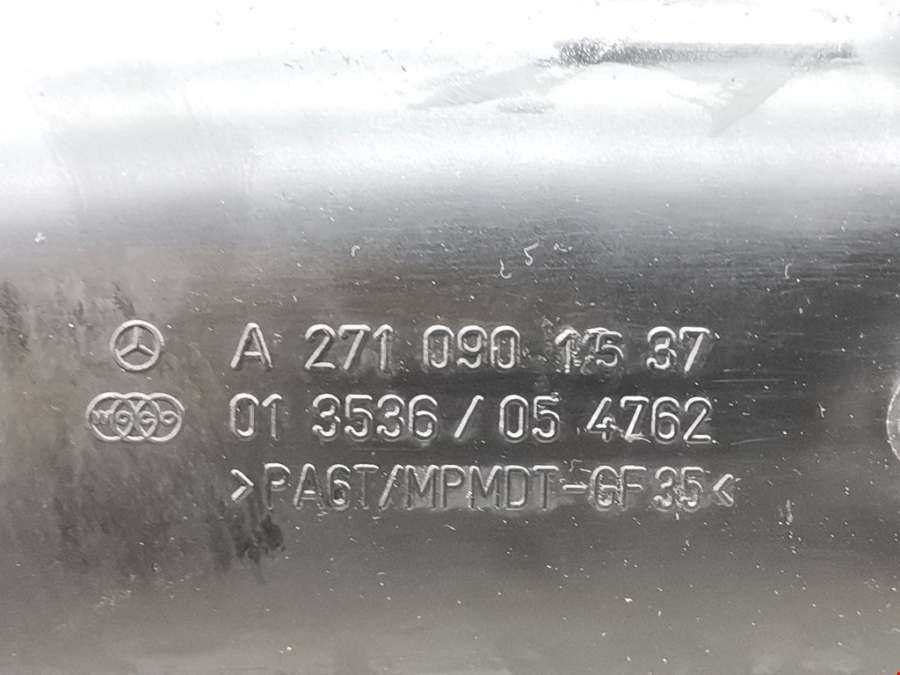 A 271 090 15 37
01 3536 / 05 4762
>PA6T/MPMDT-GF35<